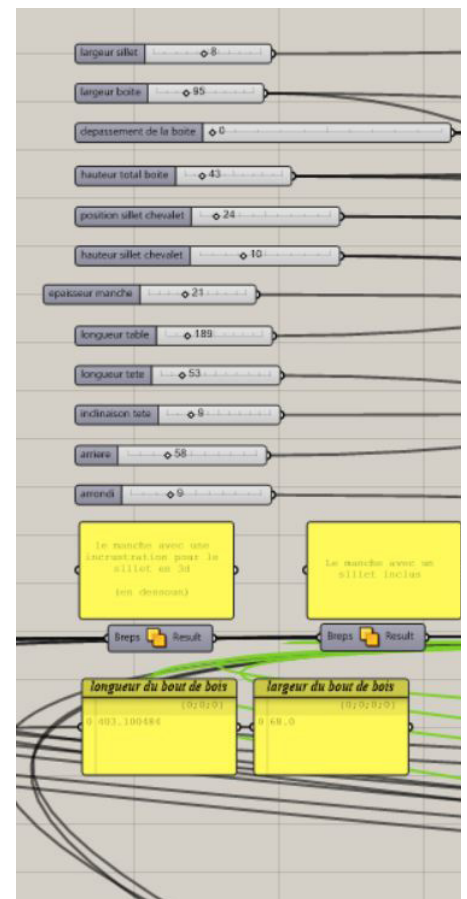 largeur sillet 8
largeur boite 95
depassement de la boite 0
hauteur total boite 43
position sillet chevalet 24
hauteur sillet chevalet 10
epaisseur manche 21
longueur table 189
longueur tete 53
inclinaison tete 9
arriere 58
arrondi 9
le manche avec une
incrustration pour le
sillet en 3d
(en dessous)
Le manche avec un
sillet inclus
Breps Result
Breps Result
longueur du bout de bois
{0;0;0}
0 493.100484
largeur du bout de bois
{0;0;0;0}
0 68.0